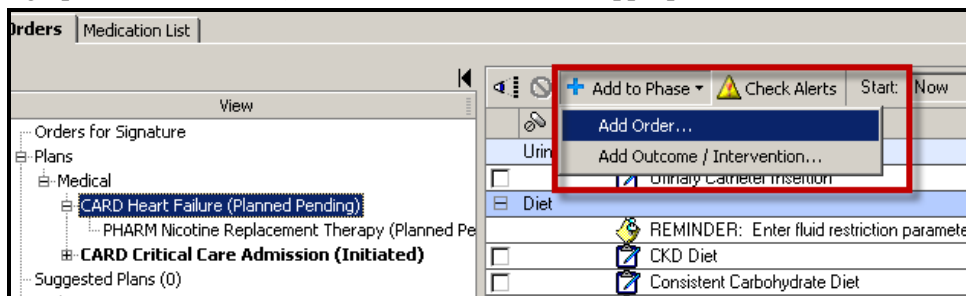 Orders Medication List
View
Orders for Signature
Plans
Medical
CARD Heart Failure (Planned Pending)
PHARM Nicotine Replacement Therapy (Planned Pe
CARD Critical Care Admission (Initiated)
Suggested Plans (0)
Add to Phase Check Alerts Start: Now
Add Order...
Add Outcome / Intervention...
Urin
Urinary Catheter Insertion
Diet
REMINDER: Enter fluid restriction paramete
CKD Diet
Consistent Carbohydrate Diet